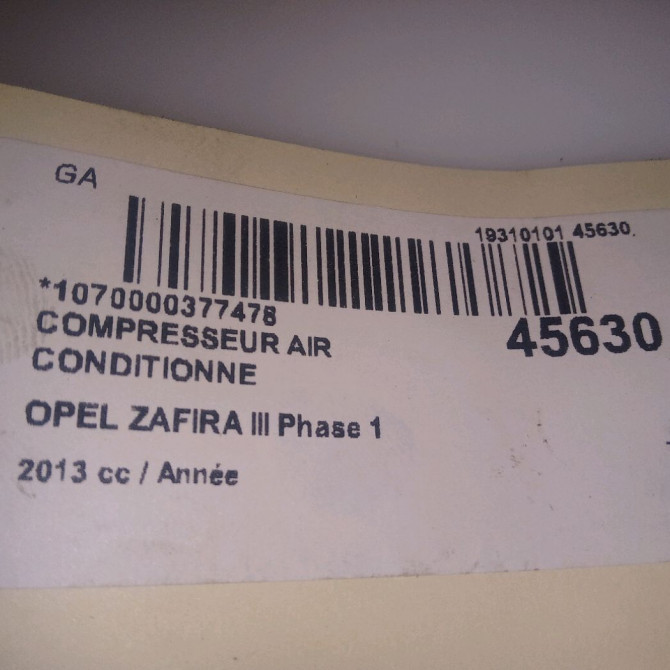 GA
19310101 45630.
*1070000377478
45630
COMPRESSEUR AIR
CONDITIONNE
OPEL ZAFIRA III Phase 1
2013 cc / Année